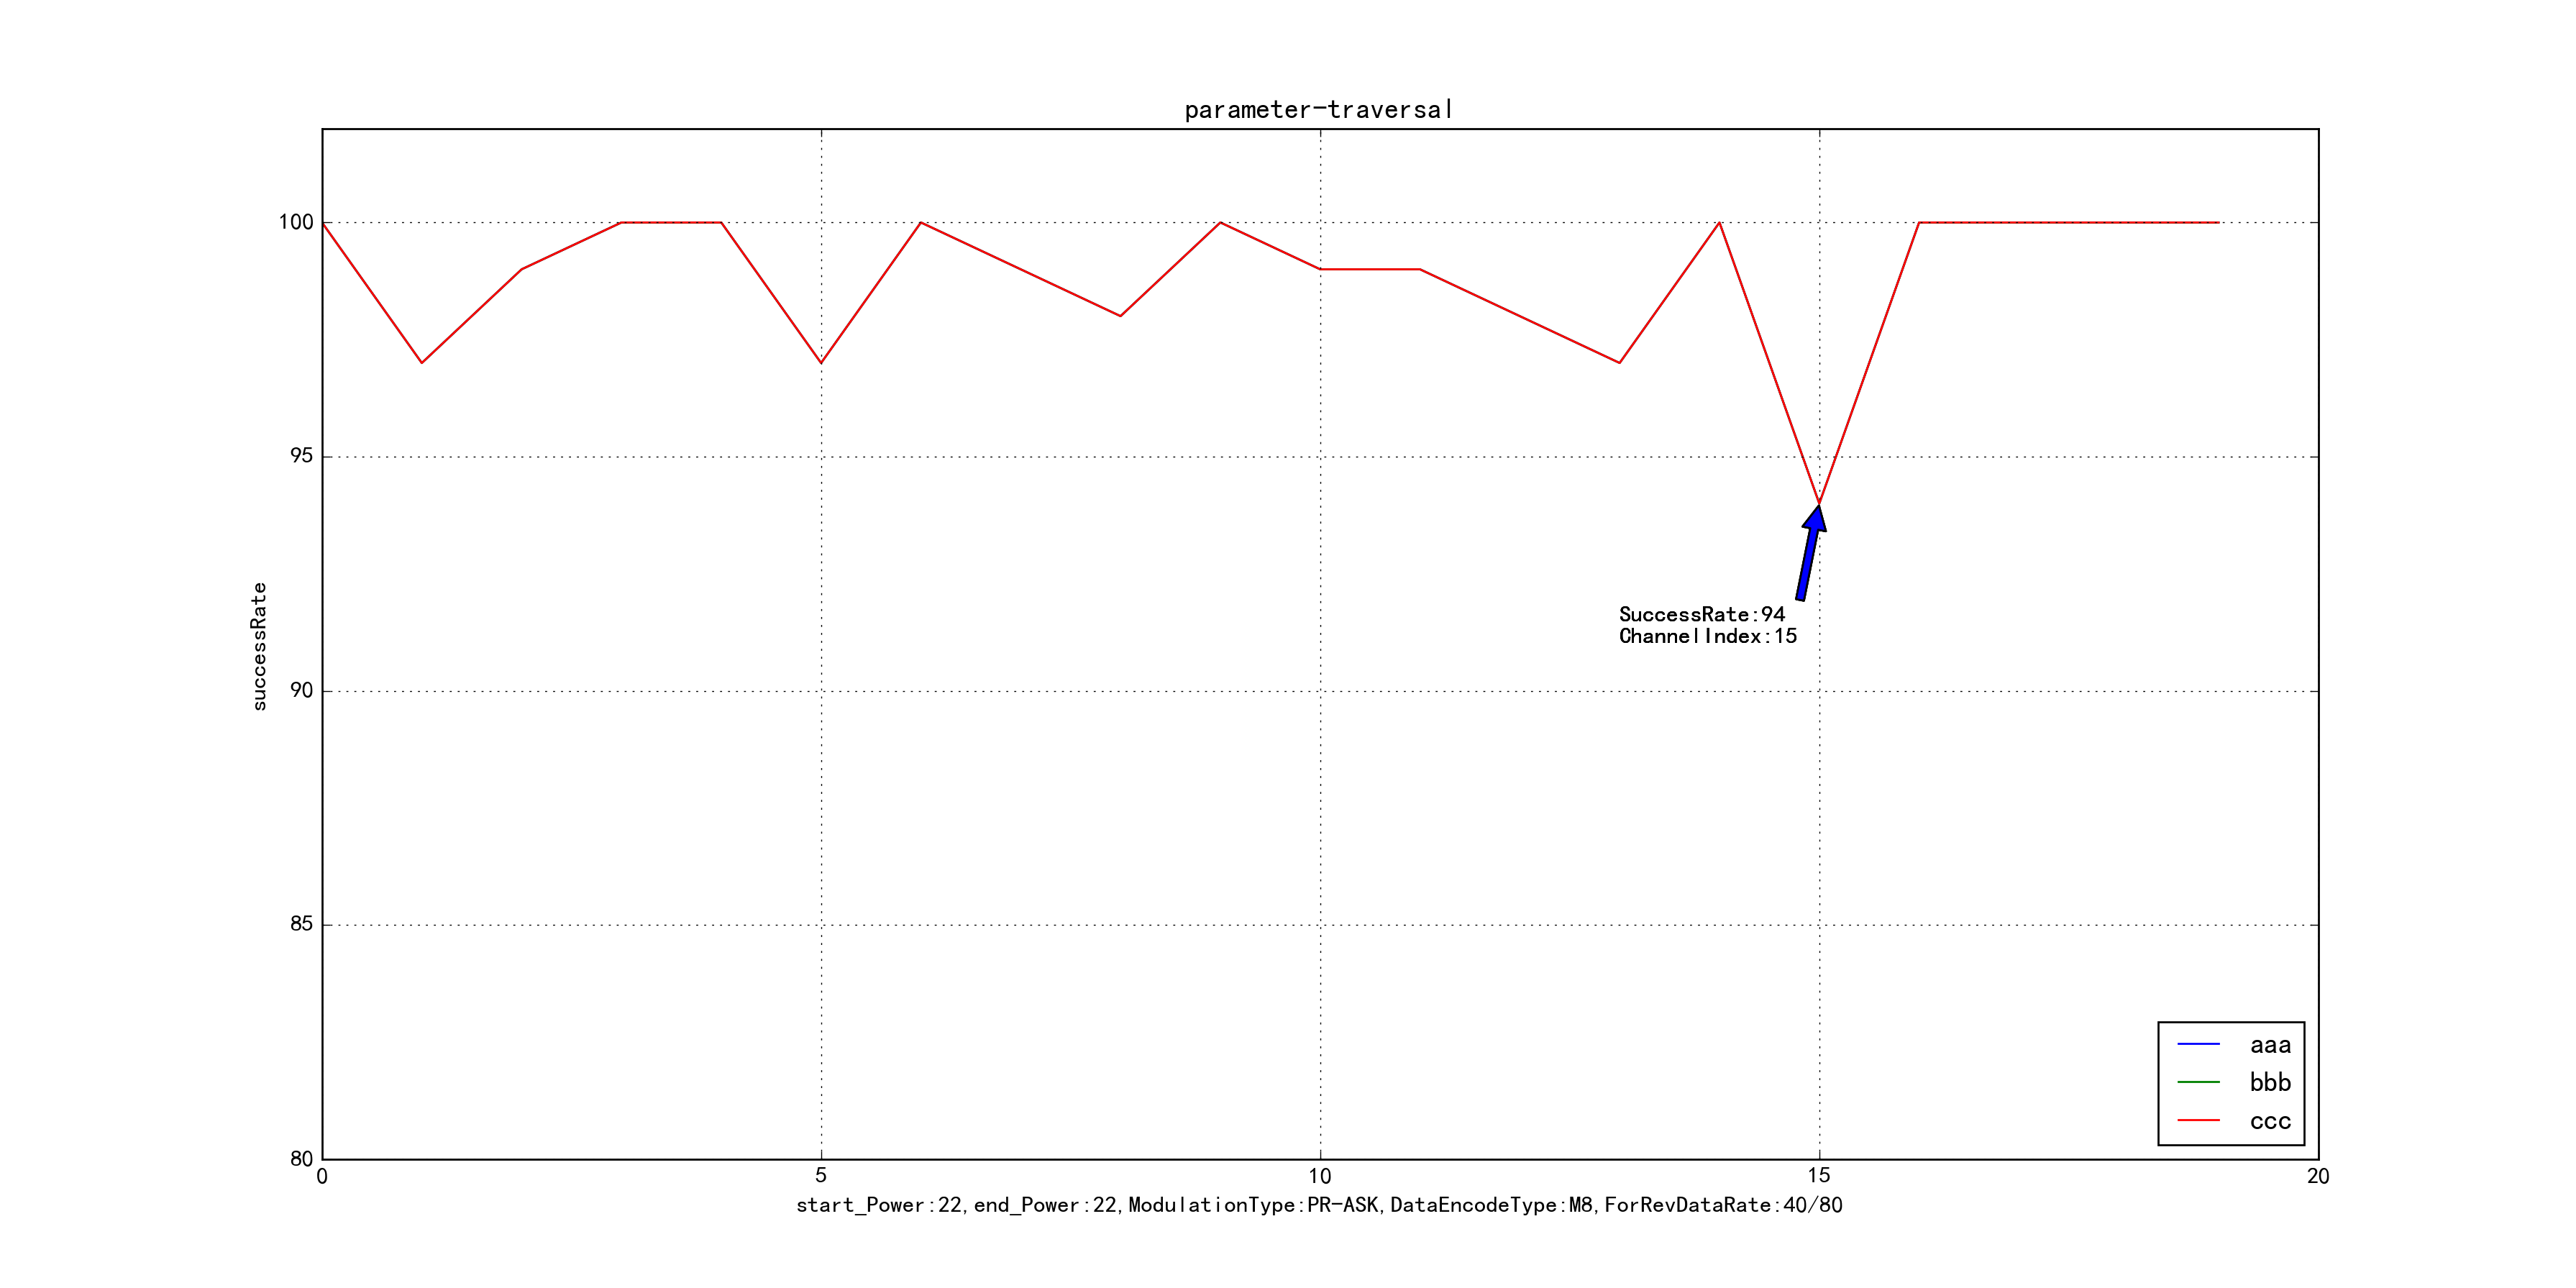 parameter-traversal
100
95
90
85
80
successRate
SuccessRate:94
ChannelIndex:15
aaa
bbb
ccc
0 5 10 15 20
start_Power:22,end_Power:22,ModulationType:PR-ASK,DataEncodeType:M8,ForRevDataRate:40/80